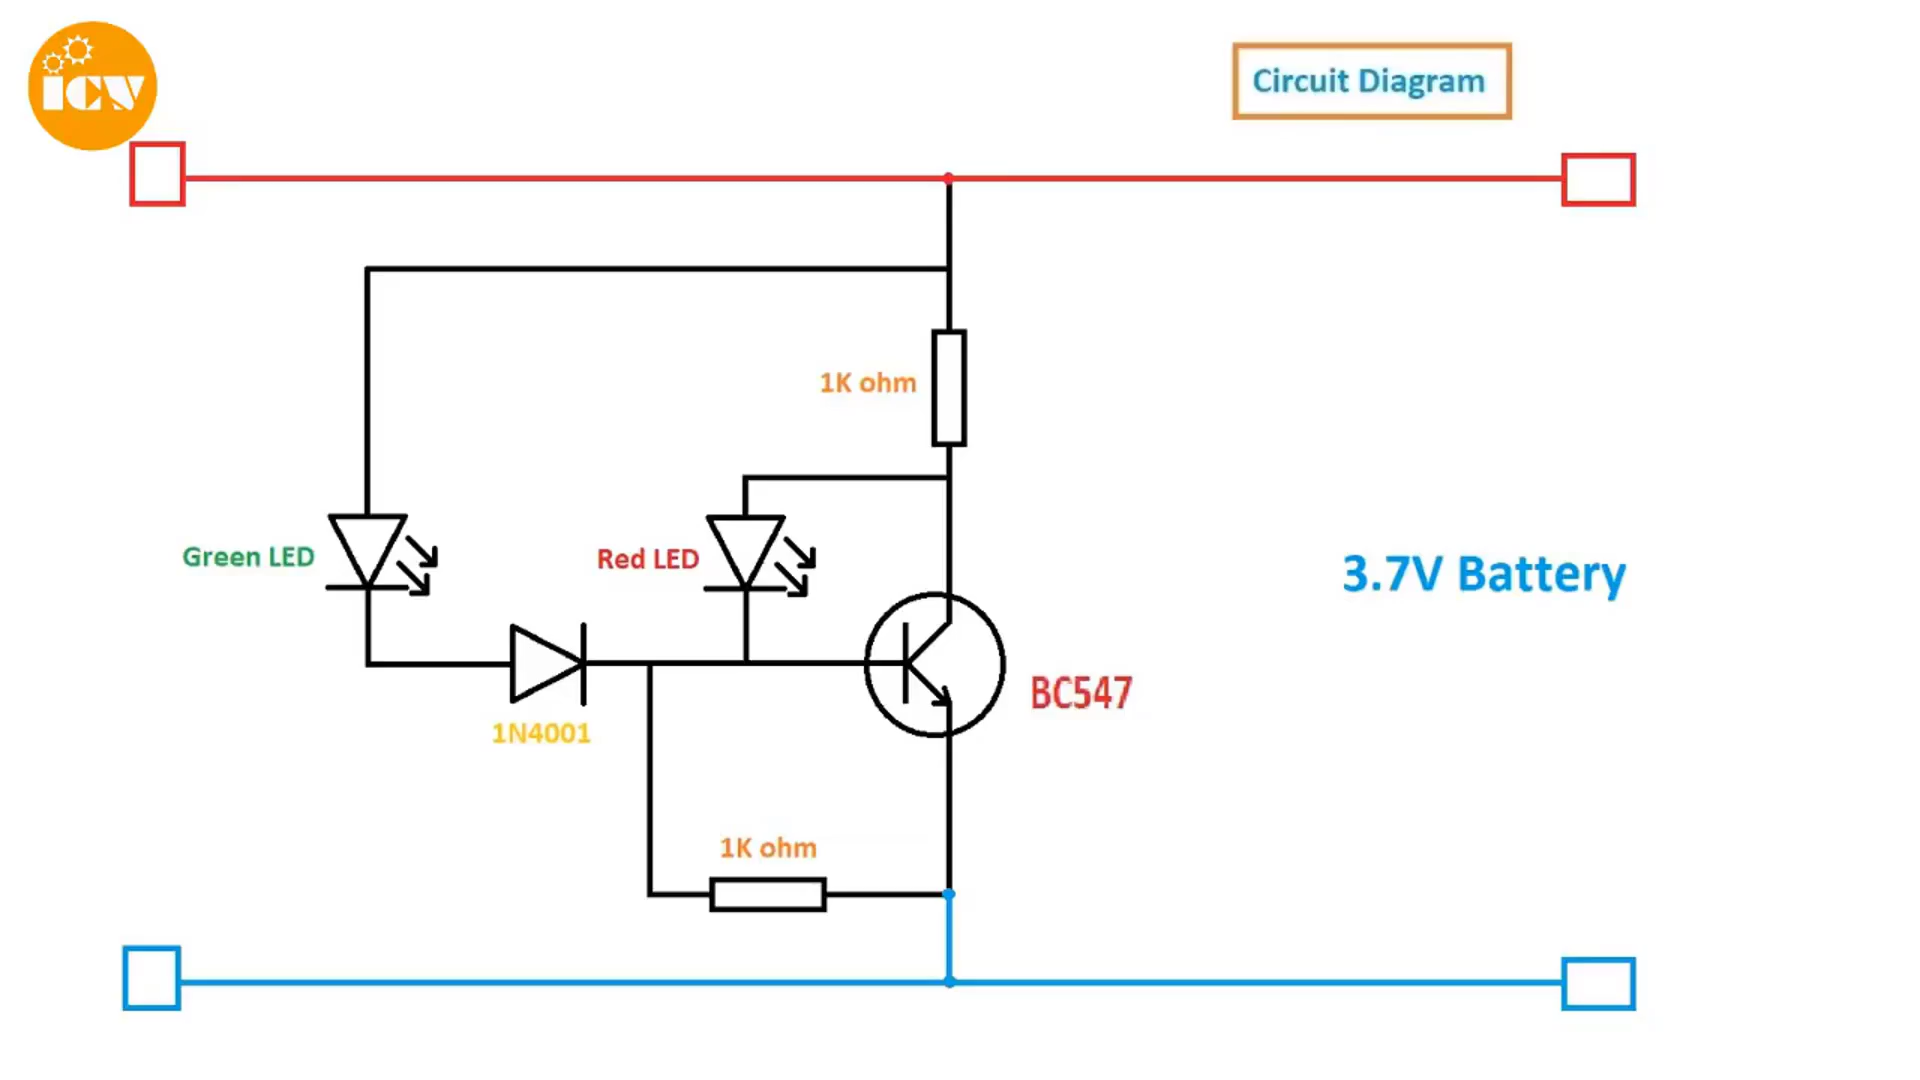 icv
Circuit Diagram
1K ohm
Green LED
Red LED
3.7V Battery
BC547
1N4001
1K ohm